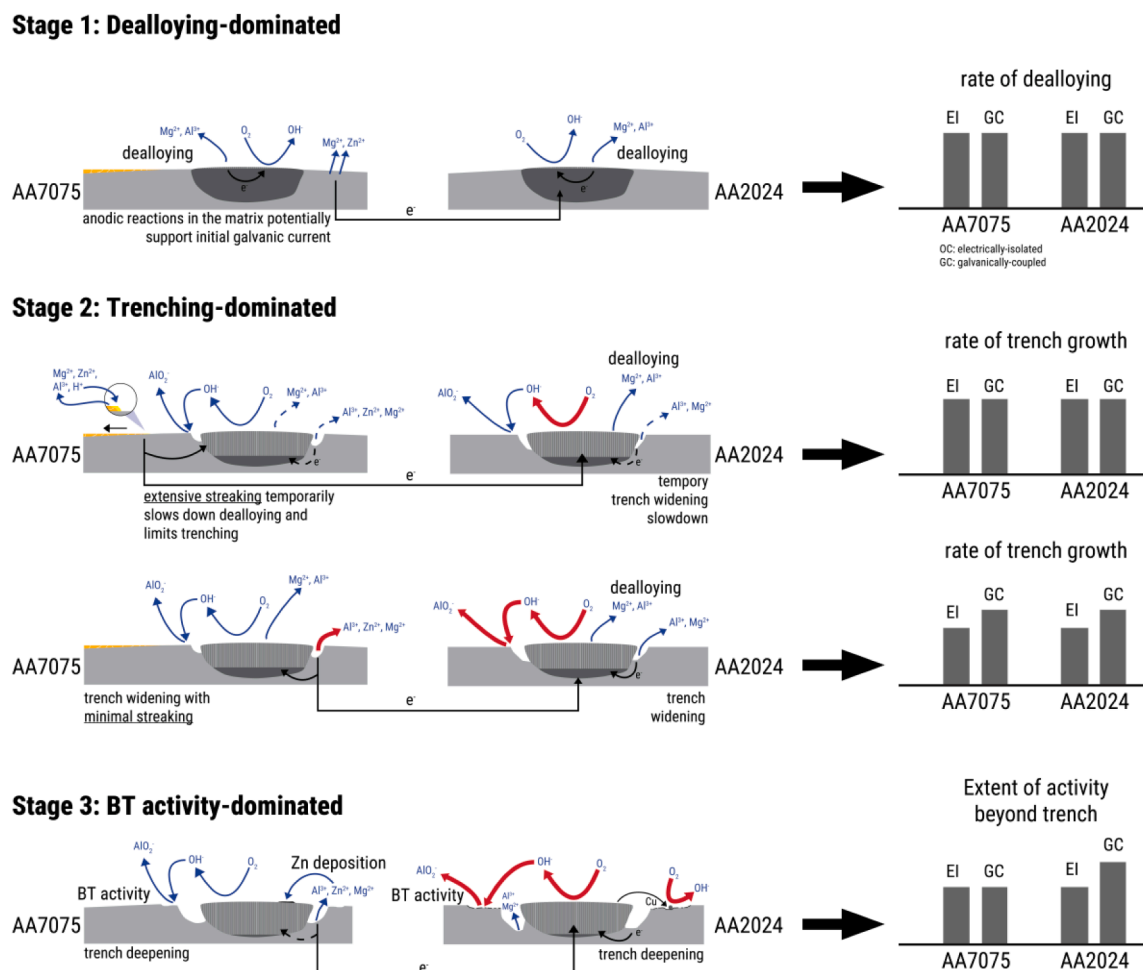 Stage 1: Dealloying-dominated
rate of dealloying
Mg²⁺, Al³⁺
O₂
OH⁻
Mg²⁺, Zn²⁺
dealloying
e⁻
AA7075
anodic reactions in the matrix potentially
support initial galvanic current
e⁻
O₂
OH⁻
Mg²⁺, Al³⁺
dealloying
e⁻
AA2024
EI GC EI GC
AA7075 AA2024
OC: electrically-isolated
GC: galvanically-coupled
Stage 2: Trenching-dominated
rate of trench growth
Mg²⁺, Zn²⁺,
Al³⁺, H⁺
AlO₂⁻
OH⁻
O₂
Mg²⁺, Al³⁺
Al³⁺, Zn²⁺, Mg²⁺
e⁻
AA7075
extensive streaking temporarily
slows down dealloying and
limits trenching
e⁻
dealloying
AlO₂⁻
OH⁻
O₂
Mg²⁺, Al³⁺
Al³⁺, Mg²⁺
e⁻
AA2024
tempory
trench widening
slowdown
EI GC EI GC
AA7075 AA2024
rate of trench growth
AlO₂⁻
OH⁻
O₂
Mg²⁺, Al³⁺
Al³⁺, Zn²⁺, Mg²⁺
AA7075
trench widening with
minimal streaking
e⁻
dealloying
AlO₂⁻
OH⁻
O₂
Mg²⁺, Al³⁺
Al³⁺, Mg²⁺
e⁻
AA2024
trench
widening
EI GC EI GC
AA7075 AA2024
Stage 3: BT activity-dominated
Extent of activity
beyond trench
AlO₂⁻
OH⁻
O₂
Zn deposition
BT activity
Al³⁺, Zn²⁺, Mg²⁺
AA7075
trench deepening
e⁻
AlO₂⁻
OH⁻
O₂
O₂
OH⁻
BT activity
Al³⁺
Mg²⁺
Cu
e⁻
AA2024
trench deepening
EI GC EI GC
AA7075 AA2024